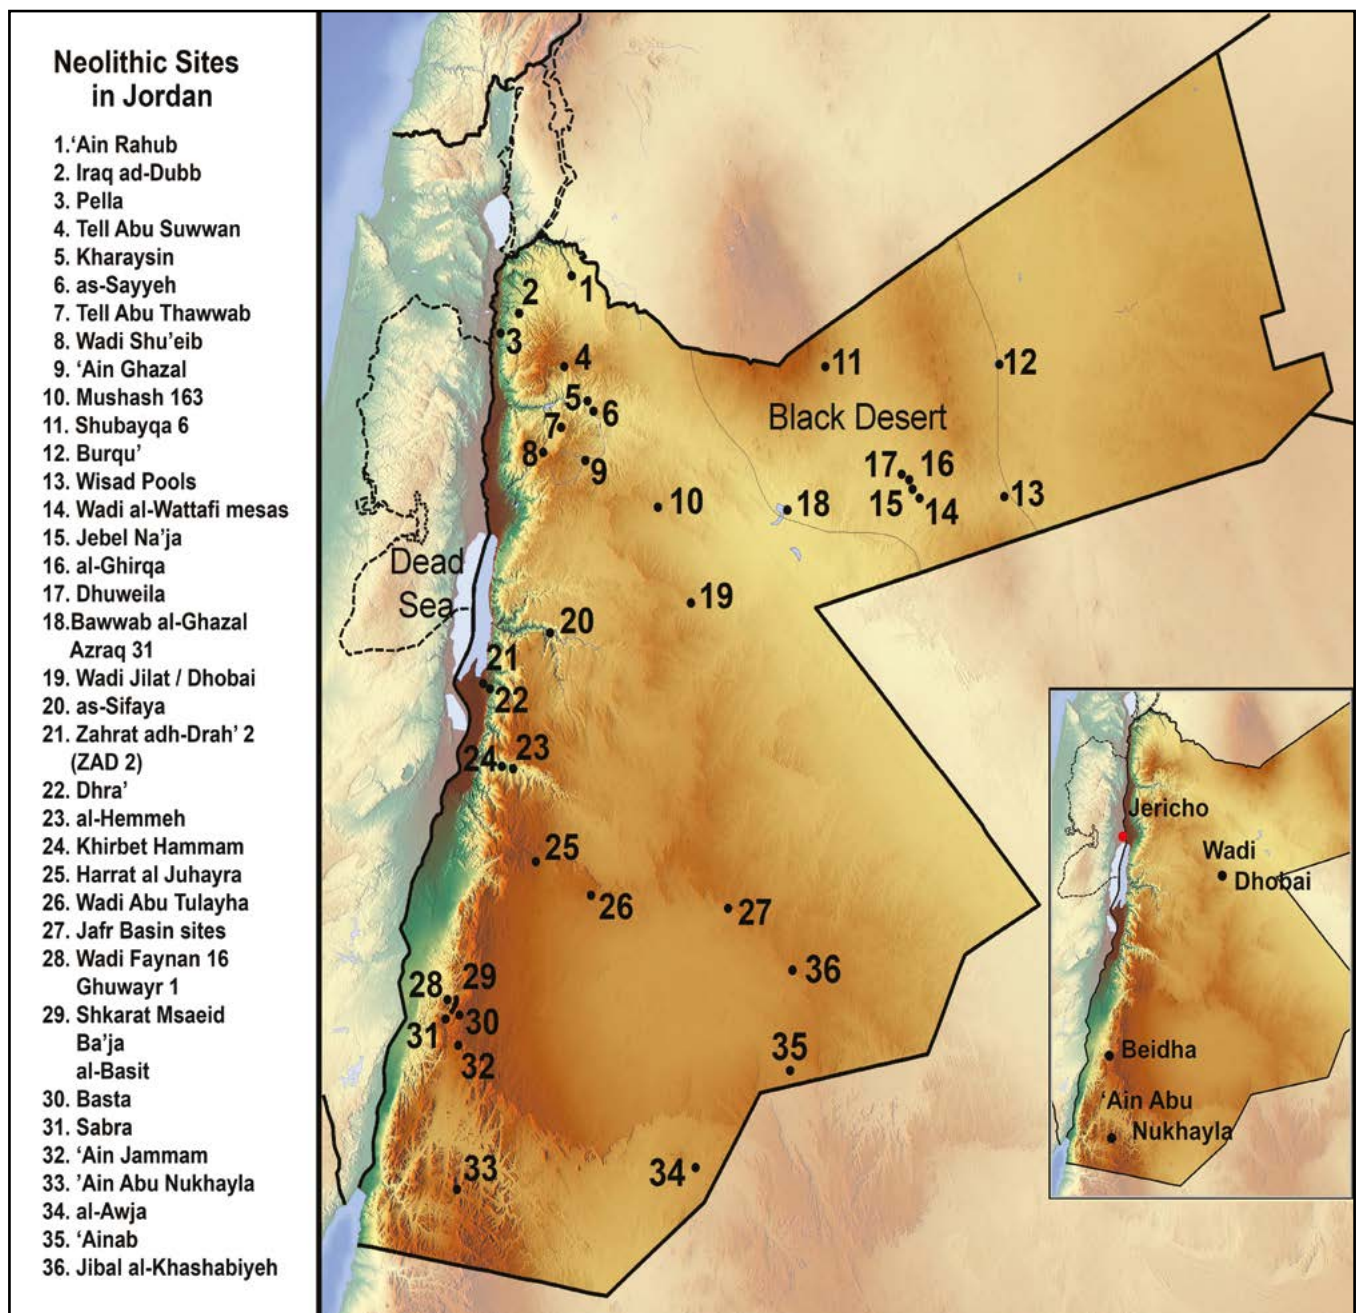 Neolithic Sites
in Jordan
1.‘Ain Rahub
2. Iraq ad-Dubb
3. Pella
4. Tell Abu Suwwan
5. Kharaysin
6. as-Sayyeh
7. Tell Abu Thawwab
8. Wadi Shu’eib
9. ‘Ain Ghazal
10. Mushash 163
11. Shubayqa 6
12. Burqu’
13. Wisad Pools
14. Wadi al-Wattafi mesas
15. Jebel Na’ja
16. al-Ghirqa
17. Dhuweila
18.Bawwab al-Ghazal
Azraq 31
19. Wadi Jilat / Dhobai
20. as-Sifaya
21. Zahrat adh-Drah’ 2
(ZAD 2)
22. Dhra’
23. al-Hemmeh
24. Khirbet Hammam
25. Harrat al Juhayra
26. Wadi Abu Tulayha
27. Jafr Basin sites
28. Wadi Faynan 16
Ghuwayr 1
29. Shkarat Msaeid
Ba’ja
al-Basit
30. Basta
31. Sabra
32. ‘Ain Jammam
33. ’Ain Abu Nukhayla
34. al-Awja
35. ‘Ainab
36. Jibal al-Khashabiyeh
1
2
3
4
11
12
5
6
Black Desert
7
8
9
17
16
10
18
15
14
13
Dead
Sea
19
20
21
22
24
23
25
26
27
36
28
29
31
30
32
35
33
34
Jericho
Wadi
Dhobai
Beidha
‘Ain Abu
Nukhayla